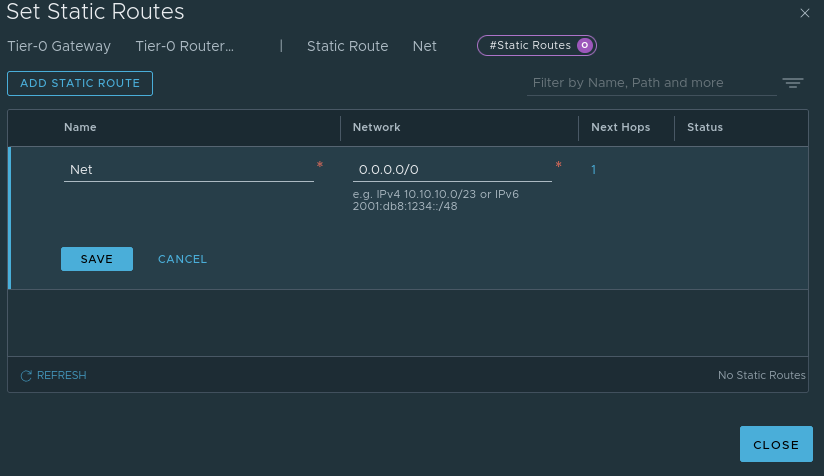 Set Static Routes
Tier-0 Gateway Tier-0 Router... | Static Route Net #Static Routes 0
ADD STATIC ROUTE Filter by Name, Path and more
Name Network Next Hops Status
Net * 0.0.0.0/0 * 1
e.g. IPv4 10.10.10.0/23 or IPv6
2001:db8:1234::/48
SAVE CANCEL
REFRESH No Static Routes
CLOSE